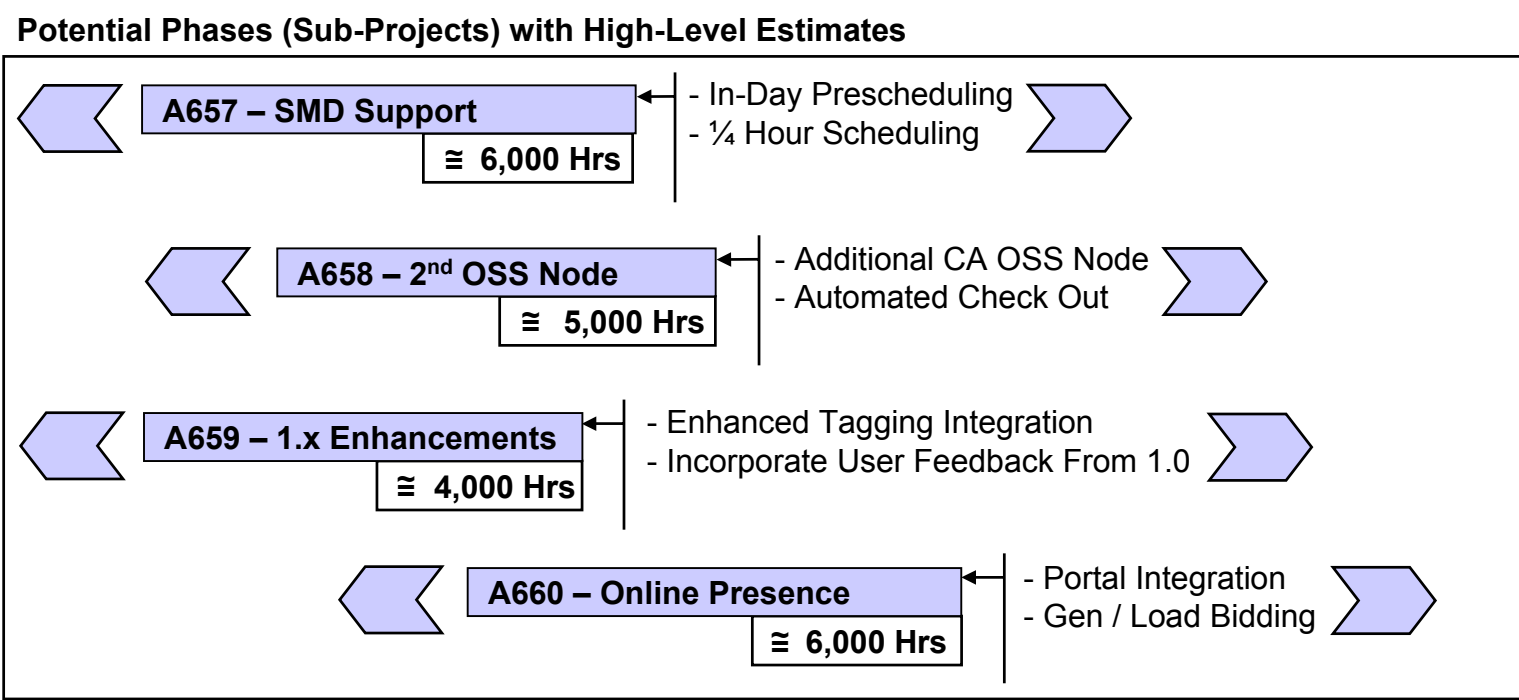 Potential Phases (Sub-Projects) with High-Level Estimates
A657 – SMD Support
≅ 6,000 Hrs
- In-Day Prescheduling
- ¼ Hour Scheduling
A658 – 2nd OSS Node
≅ 5,000 Hrs
- Additional CA OSS Node
- Automated Check Out
A659 – 1.x Enhancements
≅ 4,000 Hrs
- Enhanced Tagging Integration
- Incorporate User Feedback From 1.0
A660 – Online Presence
≅ 6,000 Hrs
- Portal Integration
- Gen / Load Bidding